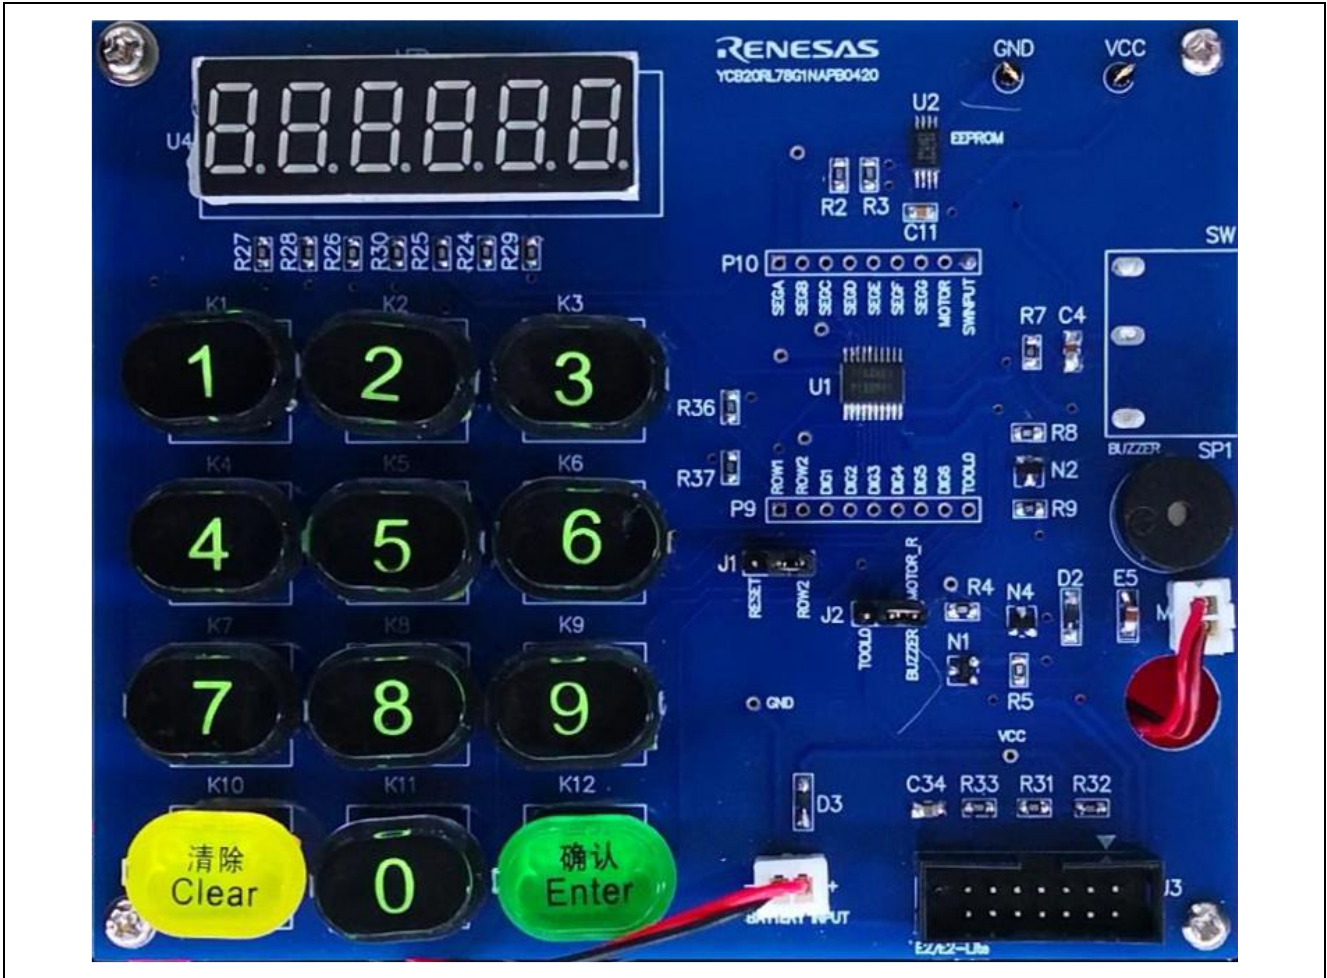 RENESAS
YCB20RL78G1NAPB0420
GND
VCC
U4
U2
EEPROM
R2
R3
C11
SW
R27
R28
R26
R30
R25
R24
R29
P10
SEGA
SEGB
SEGC
SEGD
SEGE
SEGF
SEGG
MOTOR
SWINPUT
K1
K2
K3
1
2
3
U1
R7
C4
R36
R37
R8
N2
R9
BUZZER
SP1
K4
K5
K6
4
5
6
ROW1
ROW2
DIG1
DIG2
DIG3
DIG4
DIG5
DIG6
TOOL0
P9
J1
RESET
ROW2
J2
TOOL0
BUZZER
MOTOR_R
R4
N4
D2
E5
N1
R5
K7
K8
K9
7
8
9
GND
VCC
K10
K11
K12
D3
C34
R33
R31
R32
清除
Clear
0
确认
Enter
- +
BATTERY INPUT
J3
E2/E2-Lite